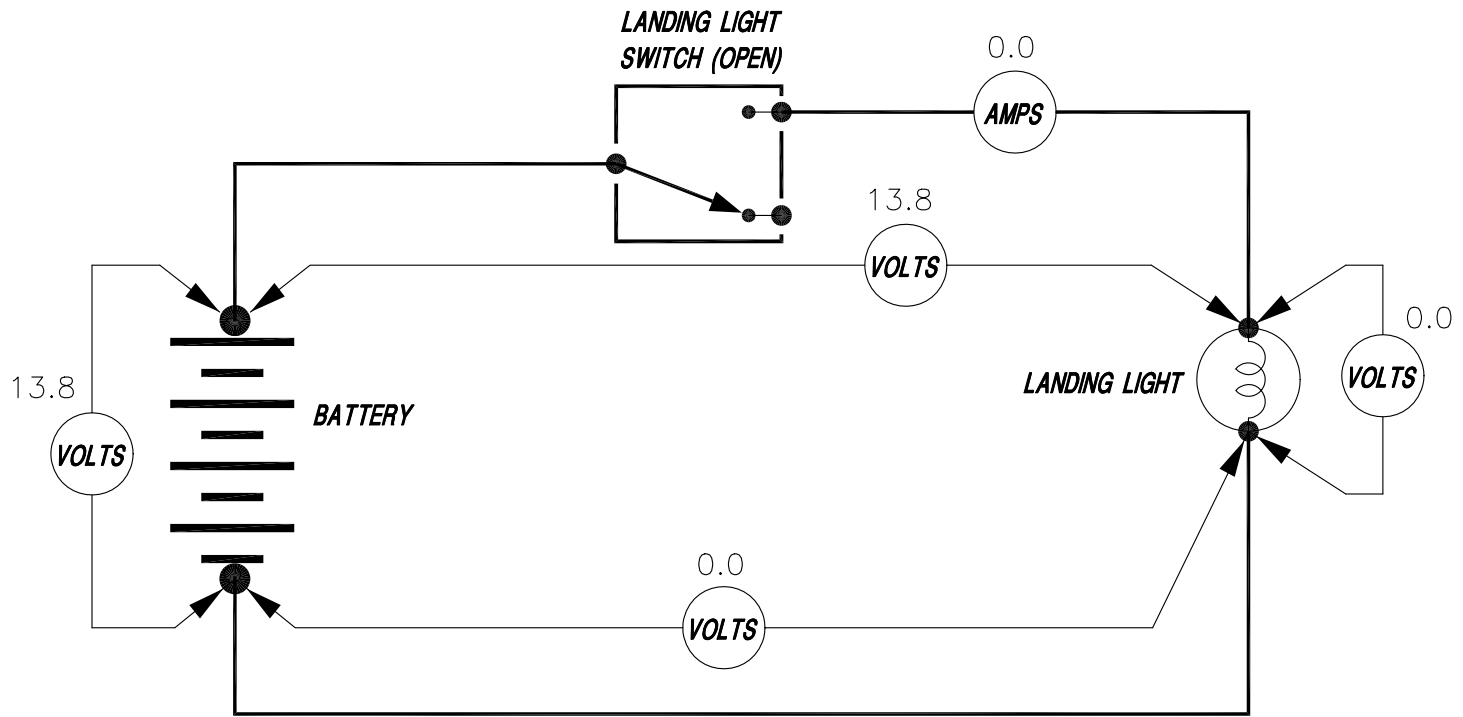 LANDING LIGHT
SWITCH (OPEN)
0.0
AMPS
13.8
VOLTS
0.0
VOLTS
LANDING LIGHT
13.8
VOLTS
BATTERY
0.0
VOLTS